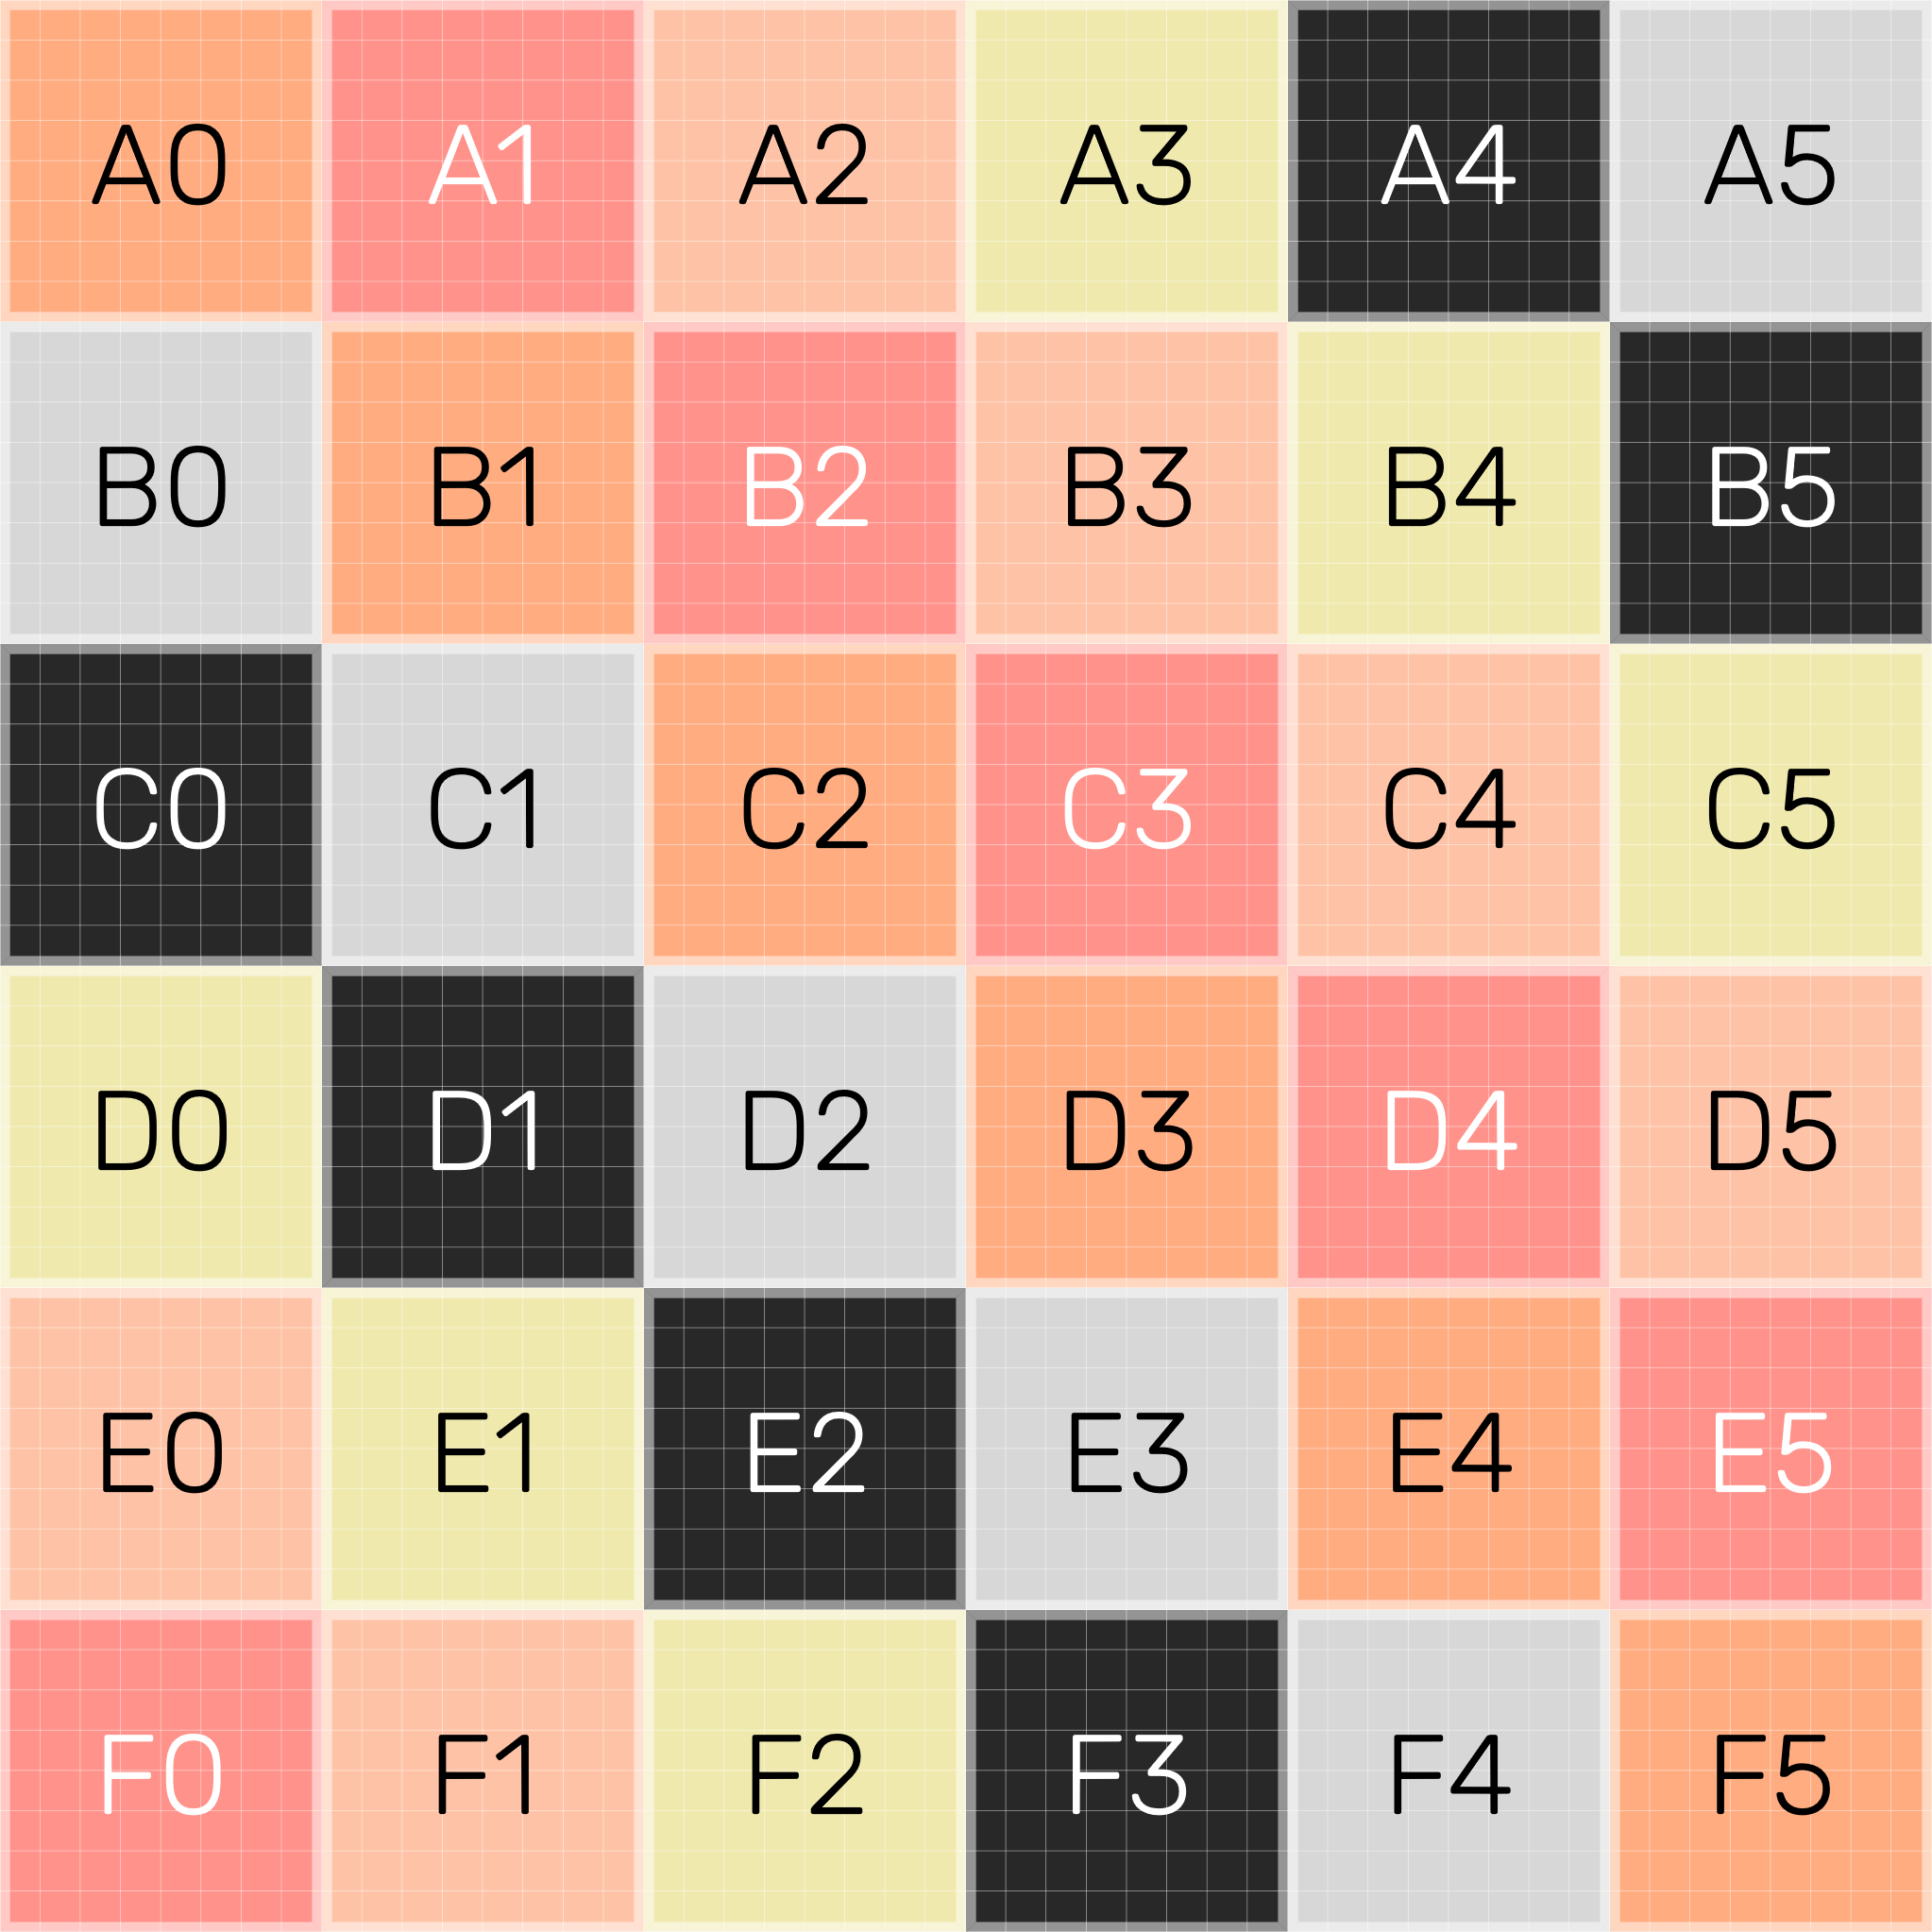 A0 A1 A2 A3 A4 A5
B0 B1 B2 B3 B4 B5
C0 C1 C2 C3 C4 C5
D0 D1 D2 D3 D4 D5
E0 E1 E2 E3 E4 E5
F0 F1 F2 F3 F4 F5